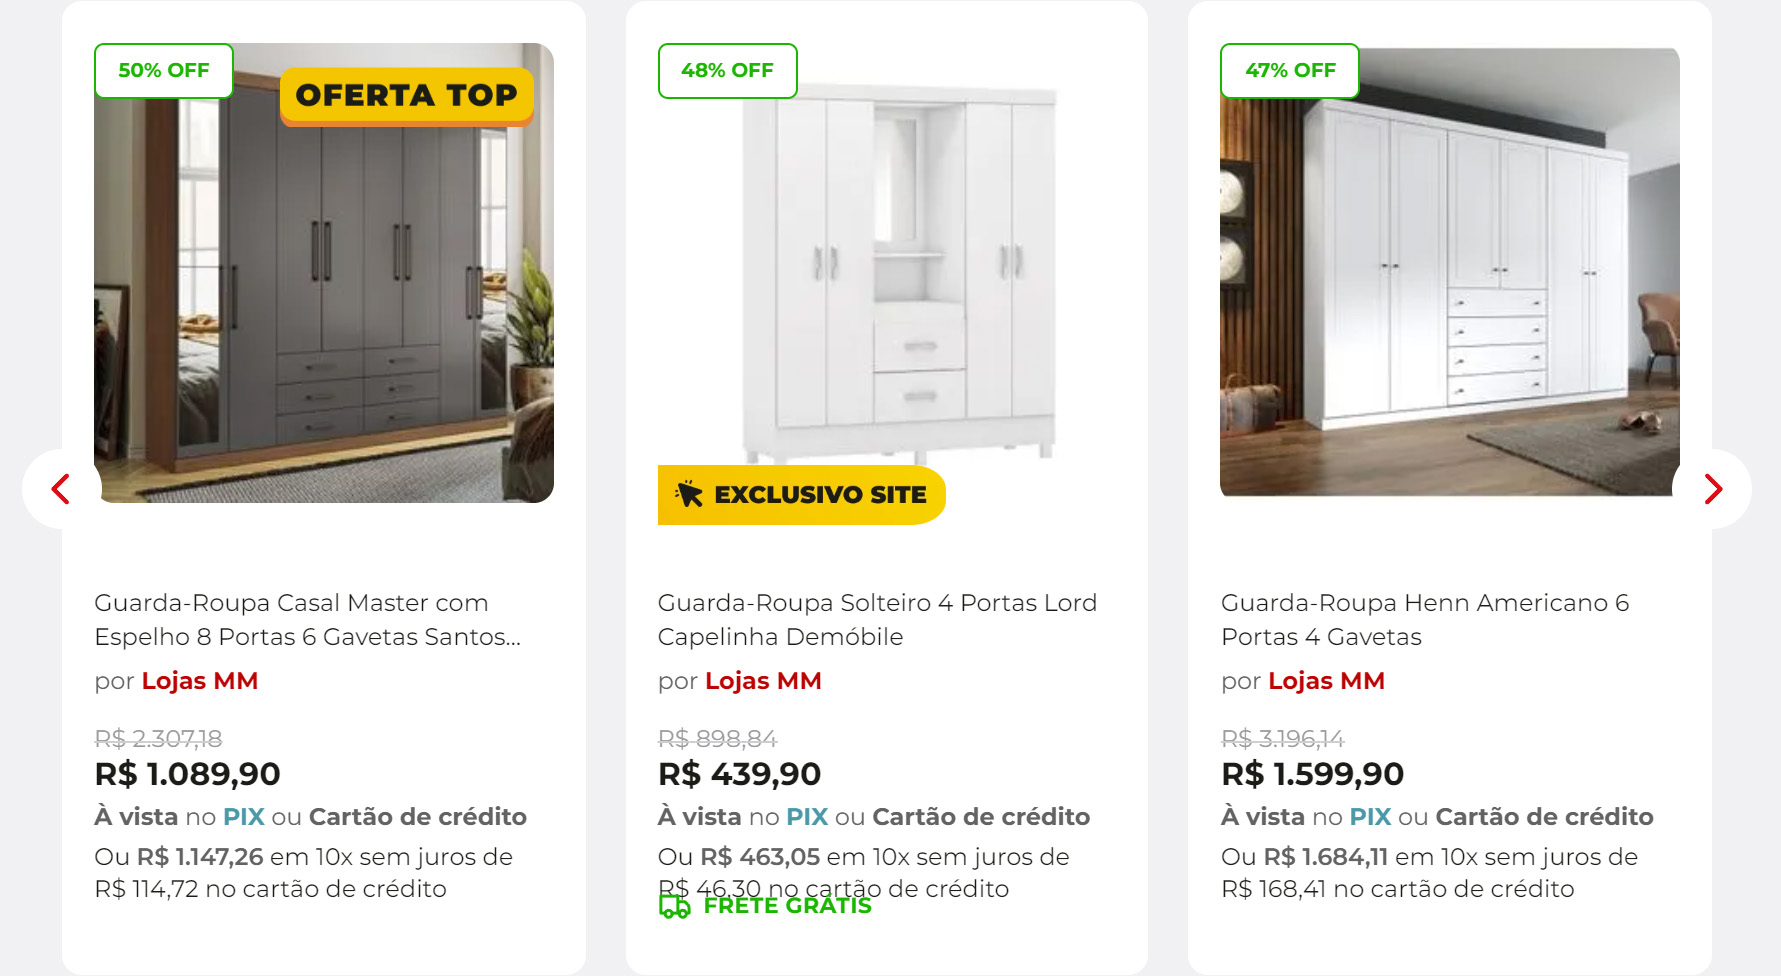 50% OFF
OFERTA TOP
Guarda-Roupa Casal Master com
Espelho 8 Portas 6 Gavetas Santos...
por Lojas MM
R$ 2.307,18
R$ 1.089,90
À vista no PIX ou Cartão de crédito
Ou R$ 1.147,26 em 10x sem juros de
R$ 114,72 no cartão de crédito
48% OFF
EXCLUSIVO SITE
Guarda-Roupa Solteiro 4 Portas Lord
Capelinha Demóbile
por Lojas MM
R$ 898,84
R$ 439,90
À vista no PIX ou Cartão de crédito
Ou R$ 463,05 em 10x sem juros de
R$ 46,30 no cartão de crédito
FRETE GRÁTIS
47% OFF
Guarda-Roupa Henn Americano 6
Portas 4 Gavetas
por Lojas MM
R$ 3.196,14
R$ 1.599,90
À vista no PIX ou Cartão de crédito
Ou R$ 1.684,11 em 10x sem juros de
R$ 168,41 no cartão de crédito